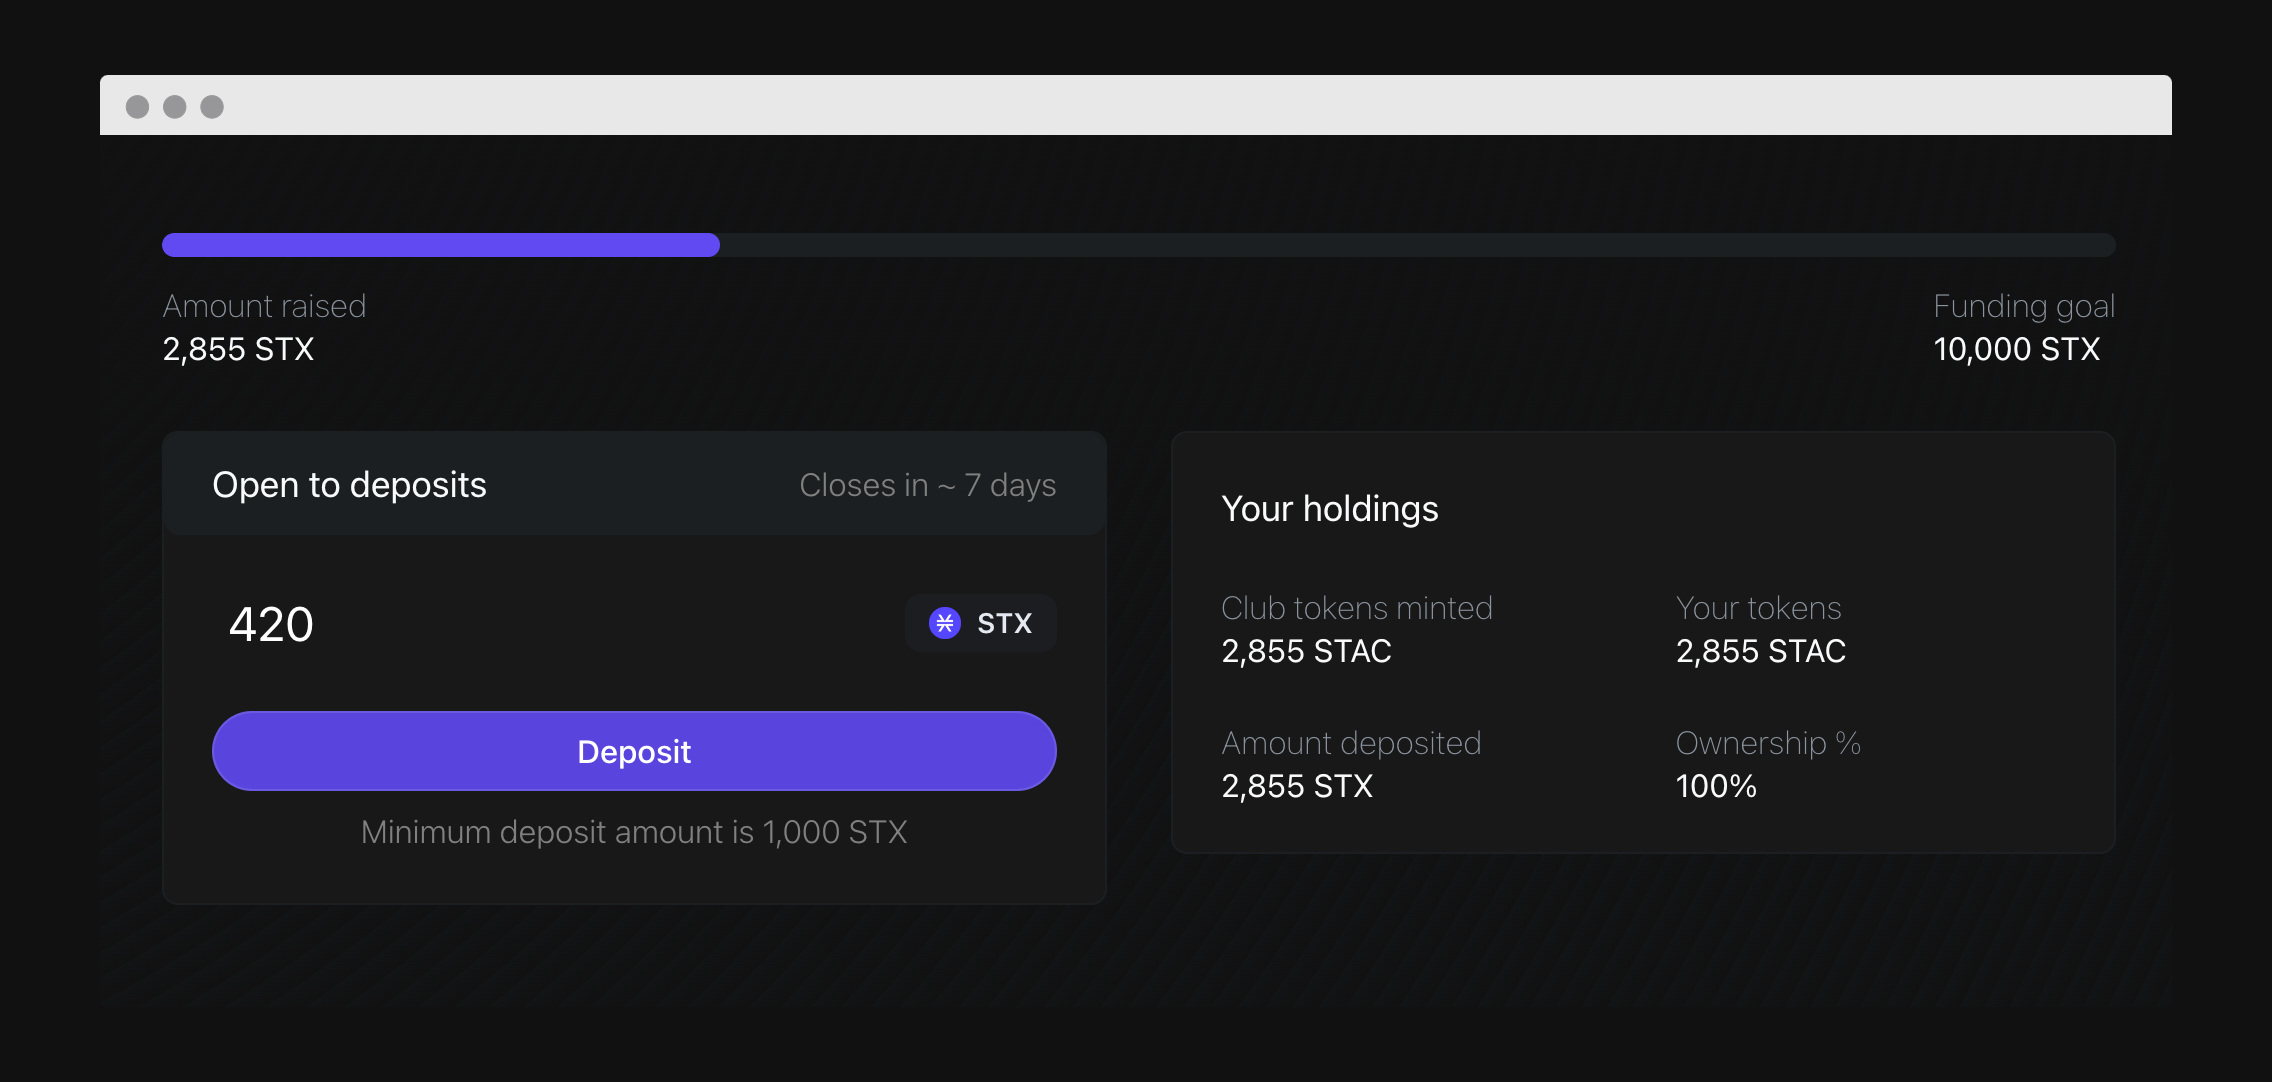 Amount raised
2,855 STX
Funding goal
10,000 STX
Open to deposits
Closes in ~ 7 days
420
STX
Deposit
Minimum deposit amount is 1,000 STX
Your holdings
Club tokens minted
2,855 STAC
Your tokens
2,855 STAC
Amount deposited
2,855 STX
Ownership %
100%